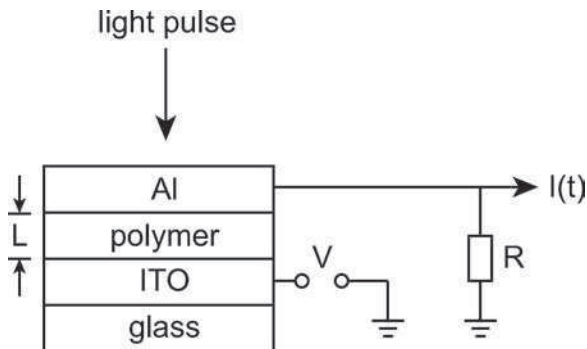 light pulse
Al
I(t)
L
polymer
V
R
ITO
glass